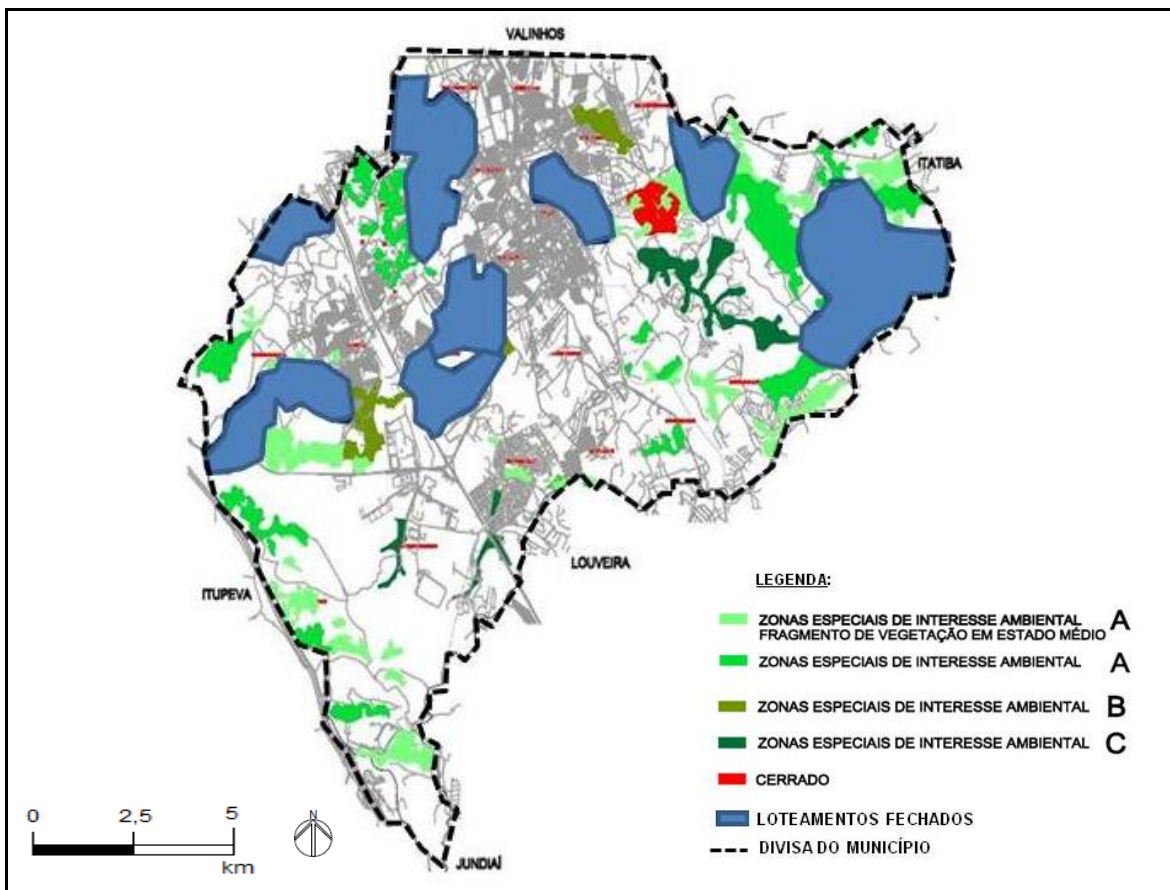 VALINHOS
ITATIBA
LOUVEIRA
ITUPEVA
JUNDIAÍ
LEGENDA:
ZONAS ESPECIAIS DE INTERESSE AMBIENTAL A
FRAGMENTO DE VEGETAÇÃO EM ESTADO MÉDIO
ZONAS ESPECIAIS DE INTERESSE AMBIENTAL A
ZONAS ESPECIAIS DE INTERESSE AMBIENTAL B
ZONAS ESPECIAIS DE INTERESSE AMBIENTAL C
CERRADO
LOTEAMENTOS FECHADOS
DIVISA DO MUNICÍPIO
0 2,5 5
km
N